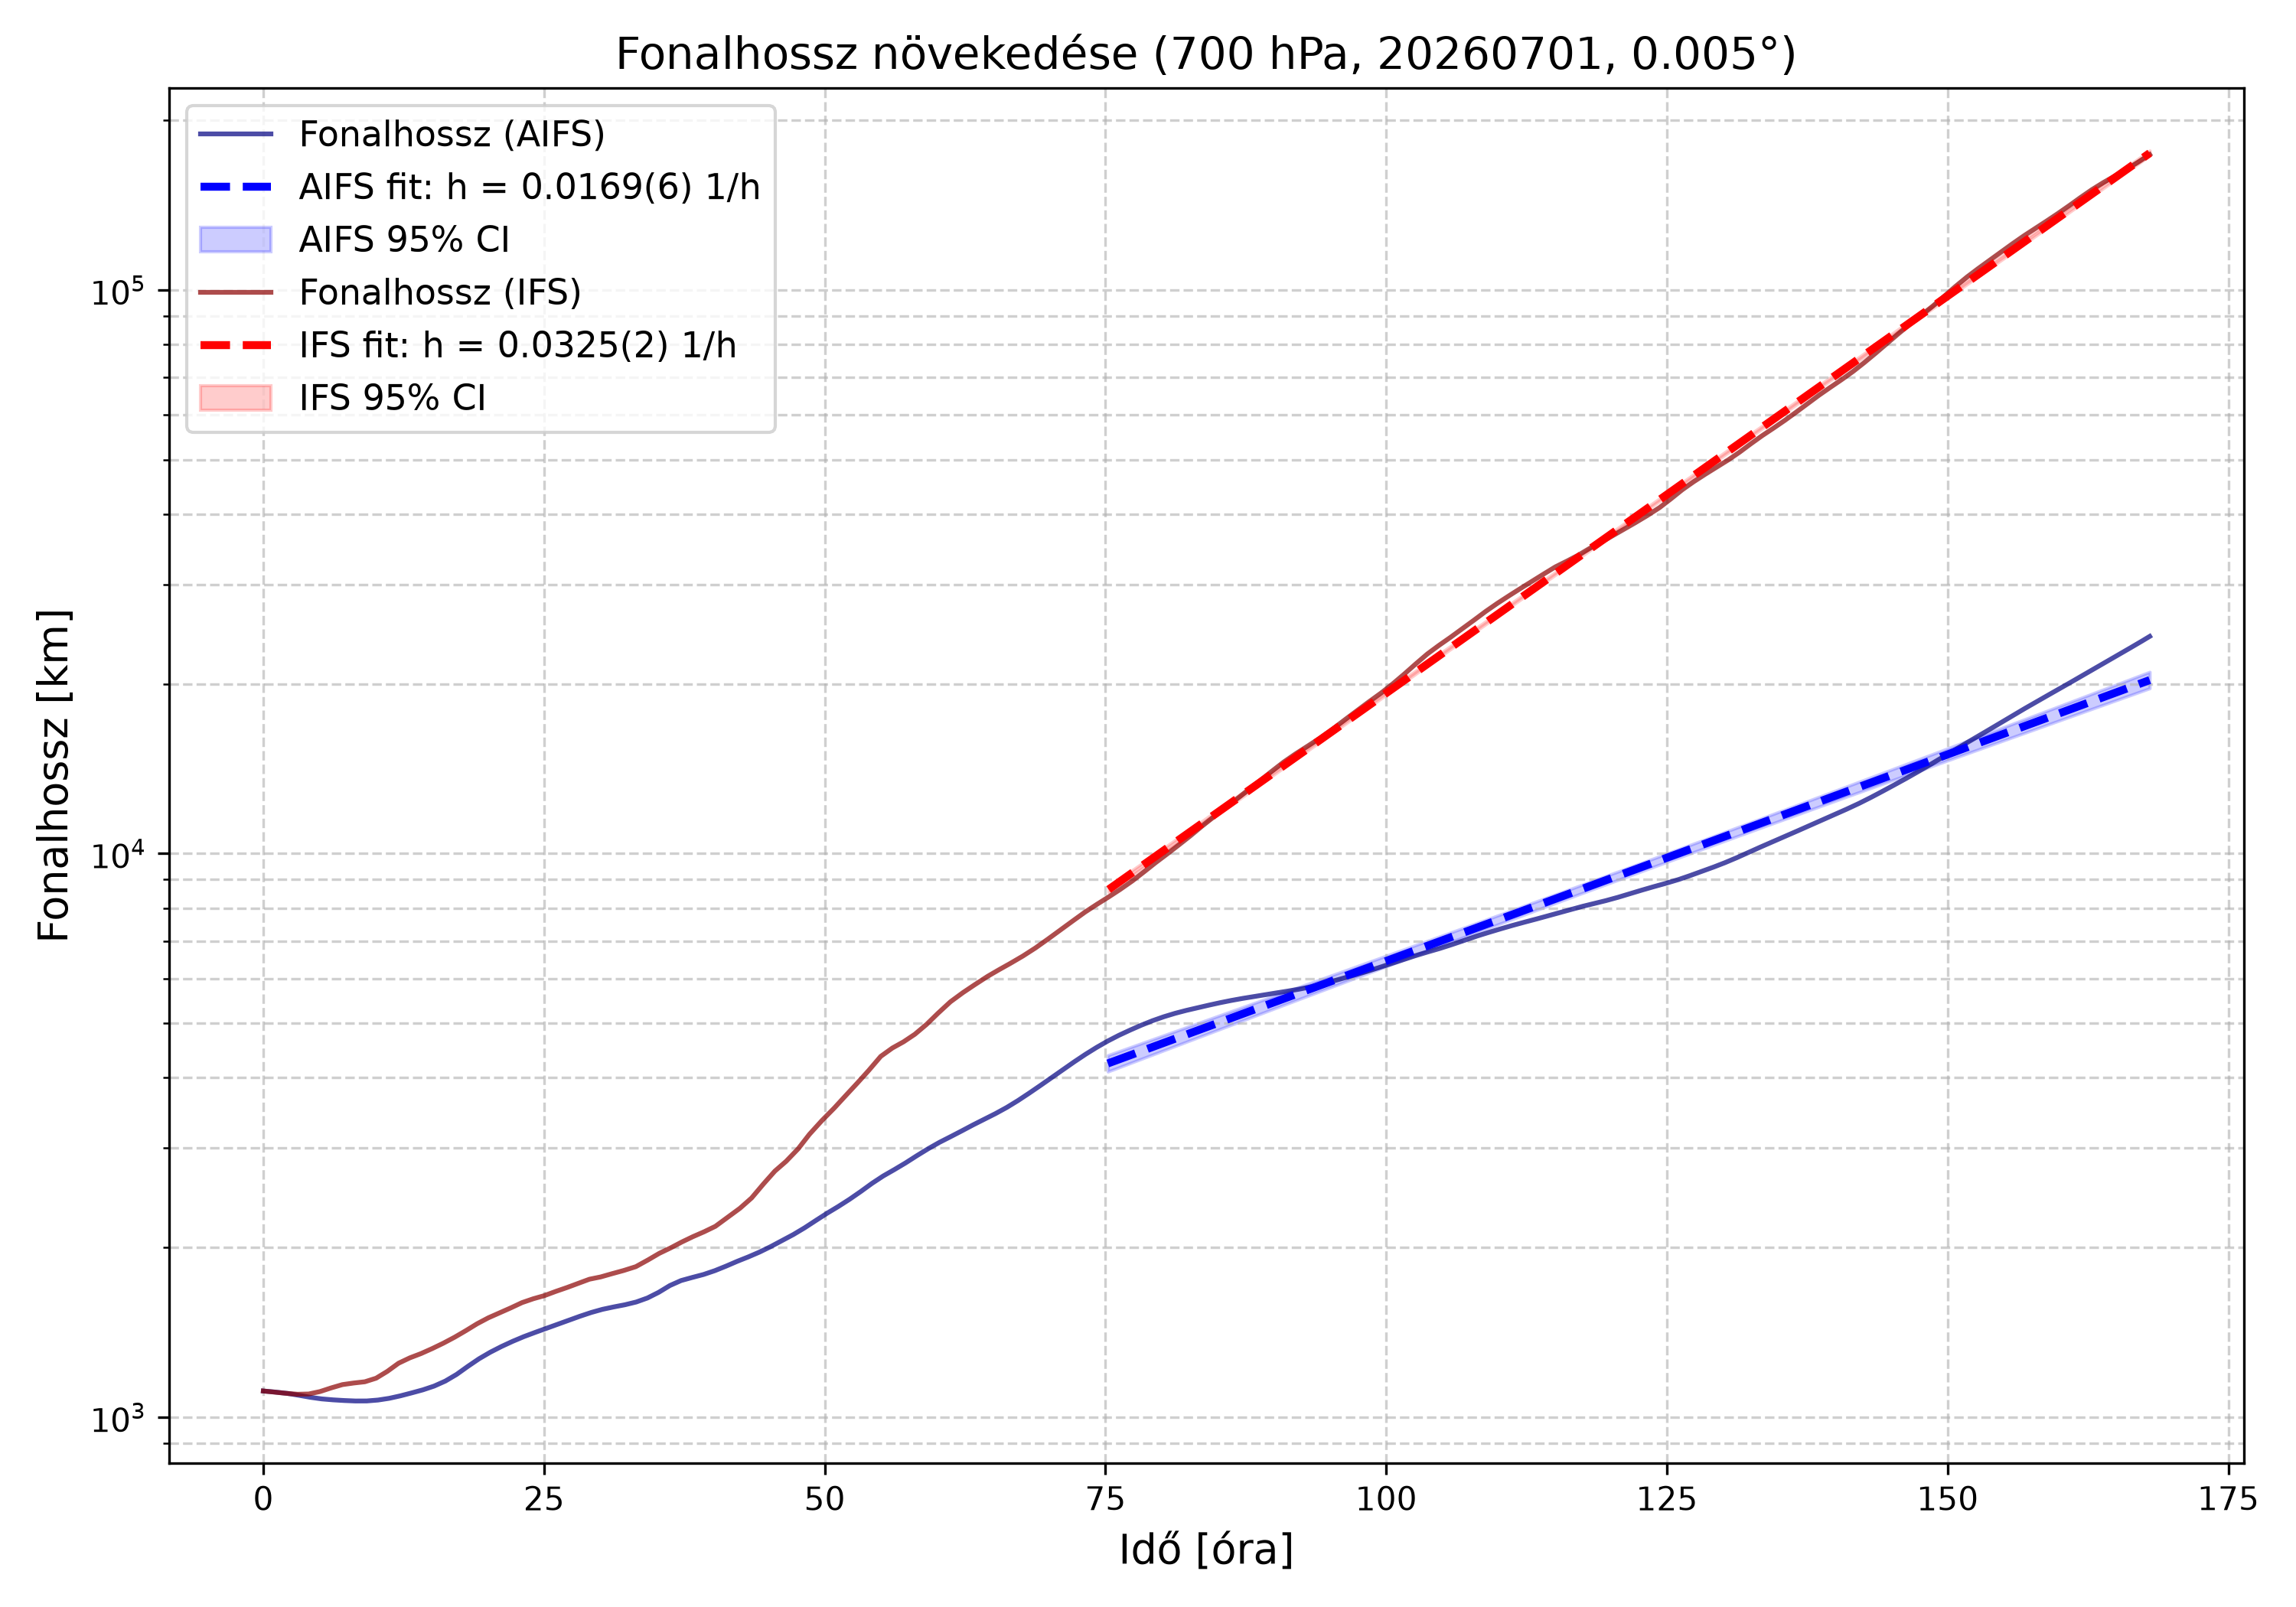 Fonalhossz növekedése (700 hPa, 20260701, 0.005°)
Fonalhossz (AIFS)
AIFS fit: h = 0.0169(6) 1/h
AIFS 95% CI
Fonalhossz (IFS)
IFS fit: h = 0.0325(2) 1/h
IFS 95% CI
Fonalhossz [km]
10⁵
10⁴
10³
0 25 50 75 100 125 150 175
Idő [óra]